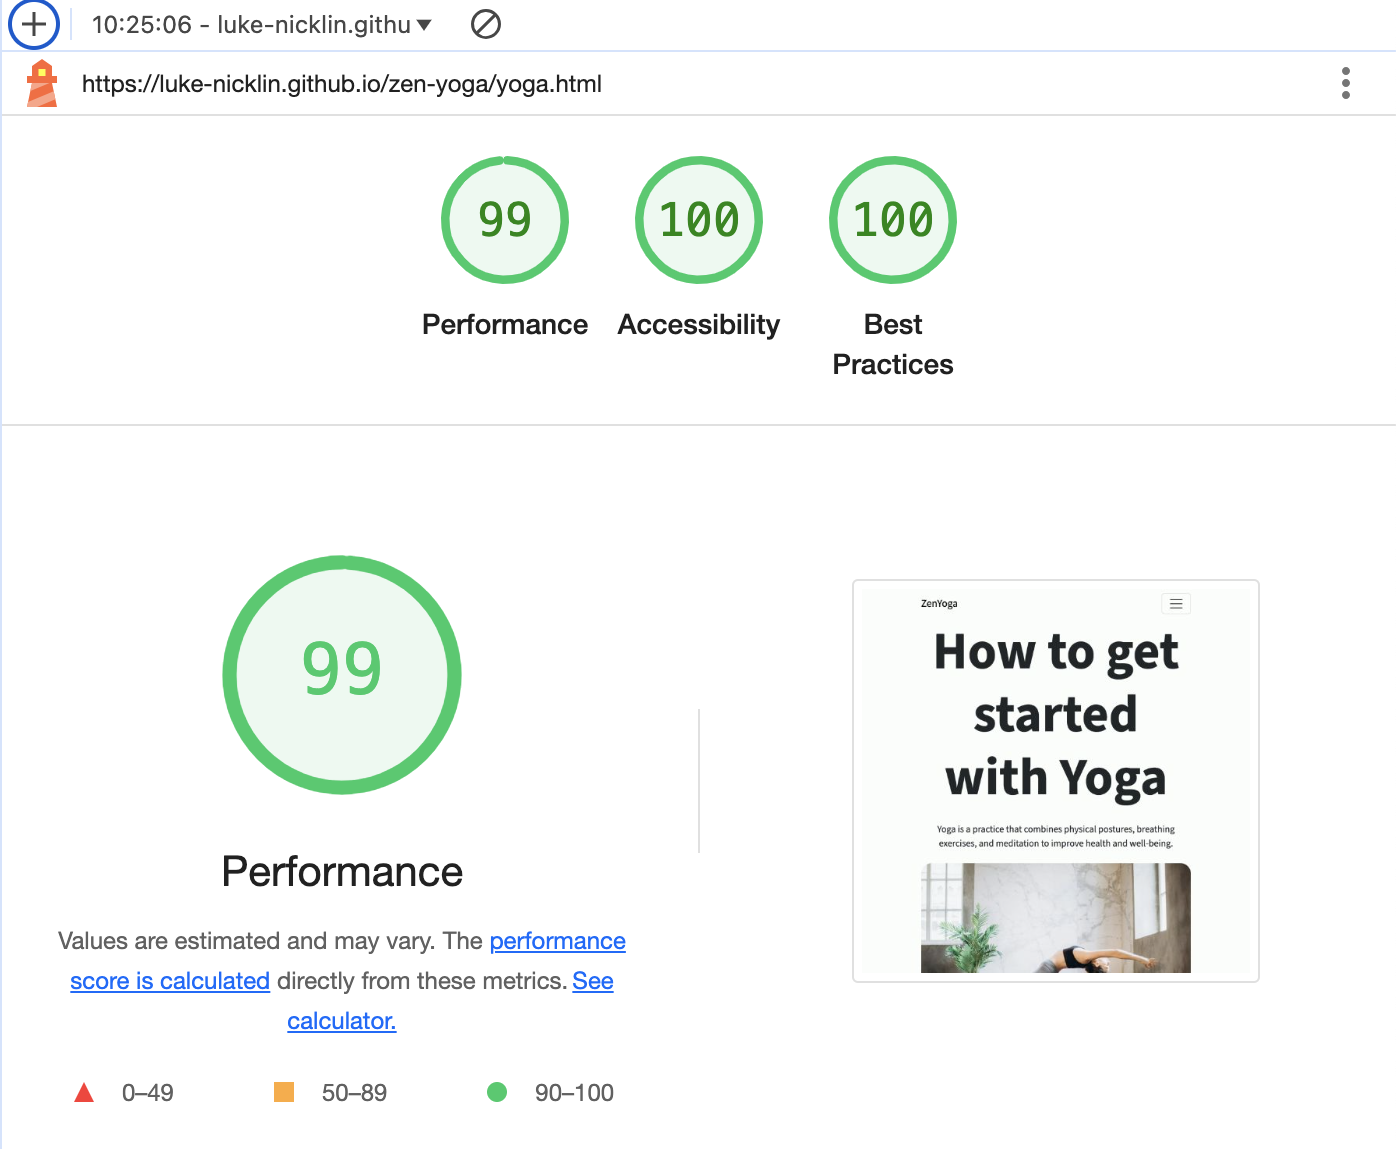 10:25:06 - luke-nicklin.githu
https://luke-nicklin.github.io/zen-yoga/yoga.html
99
100
100
Performance
Accessibility
Best
Practices
99
Performance
Values are estimated and may vary. The performance
score is calculated directly from these metrics. See
calculator.
0–49
50–89
90–100
ZenYoga
How to get
started
with Yoga
Yoga is a practice that combines physical postures, breathing
exercises, and meditation to improve health and well-being.